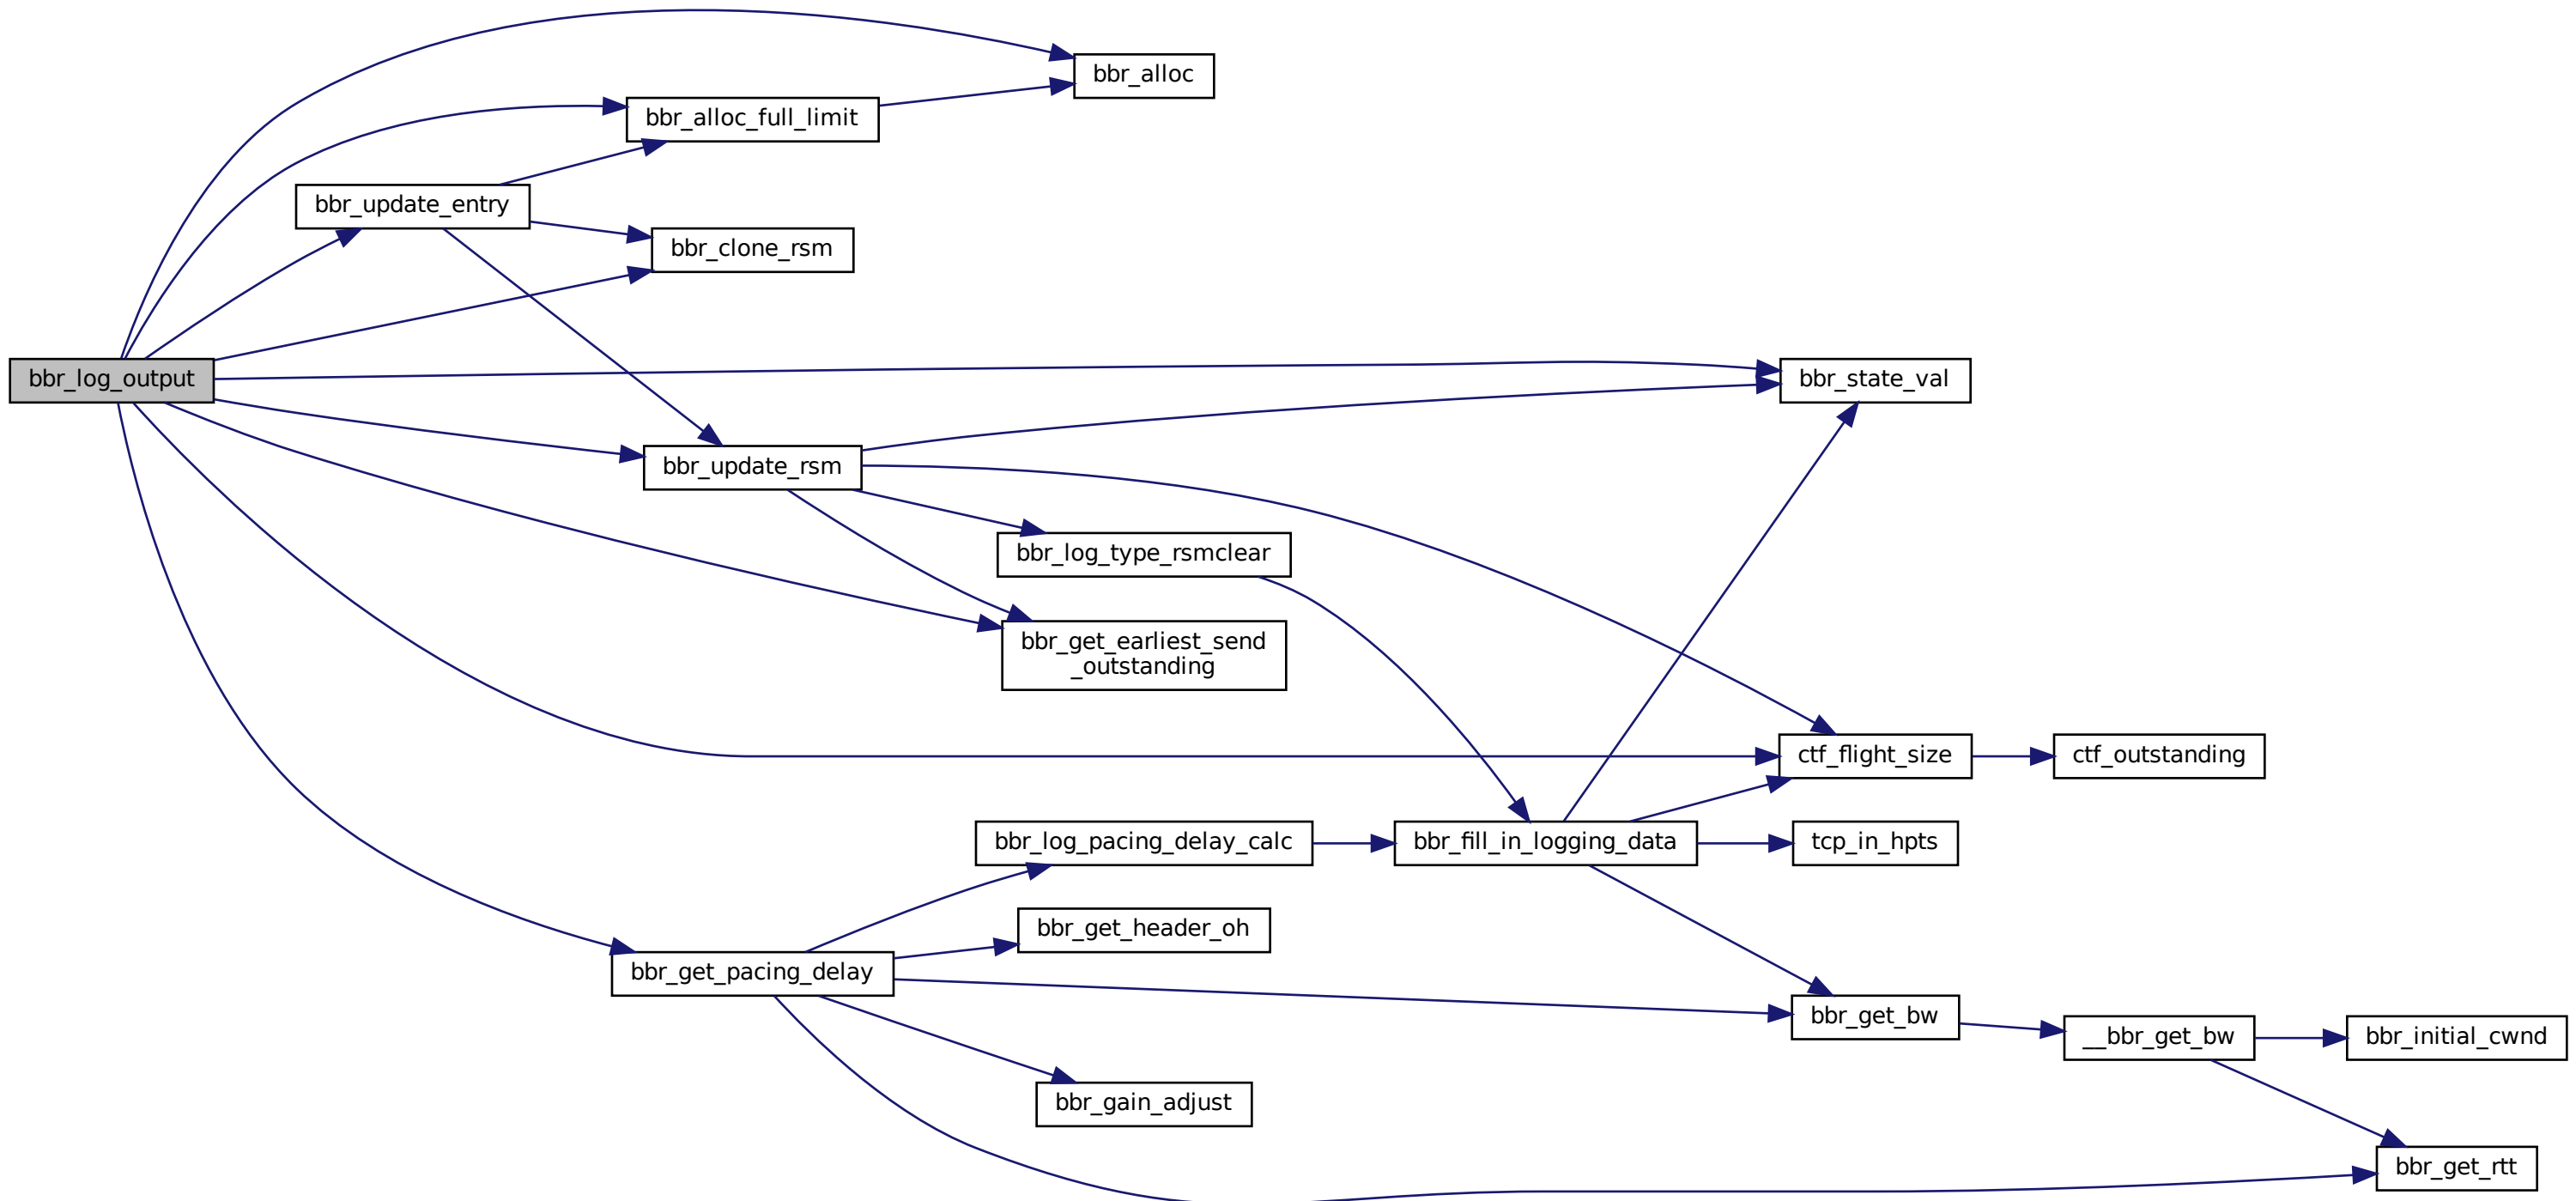 bbr_alloc
bbr_alloc_full_limit
bbr_update_entry
bbr_clone_rsm
bbr_log_output
bbr_state_val
bbr_update_rsm
bbr_log_type_rsmclear
bbr_get_earliest_send
_outstanding
ctf_flight_size
ctf_outstanding
bbr_log_pacing_delay_calc
bbr_fill_in_logging_data
tcp_in_hpts
bbr_get_header_oh
bbr_get_pacing_delay
bbr_get_bw
__bbr_get_bw
bbr_initial_cwnd
bbr_gain_adjust
bbr_get_rtt